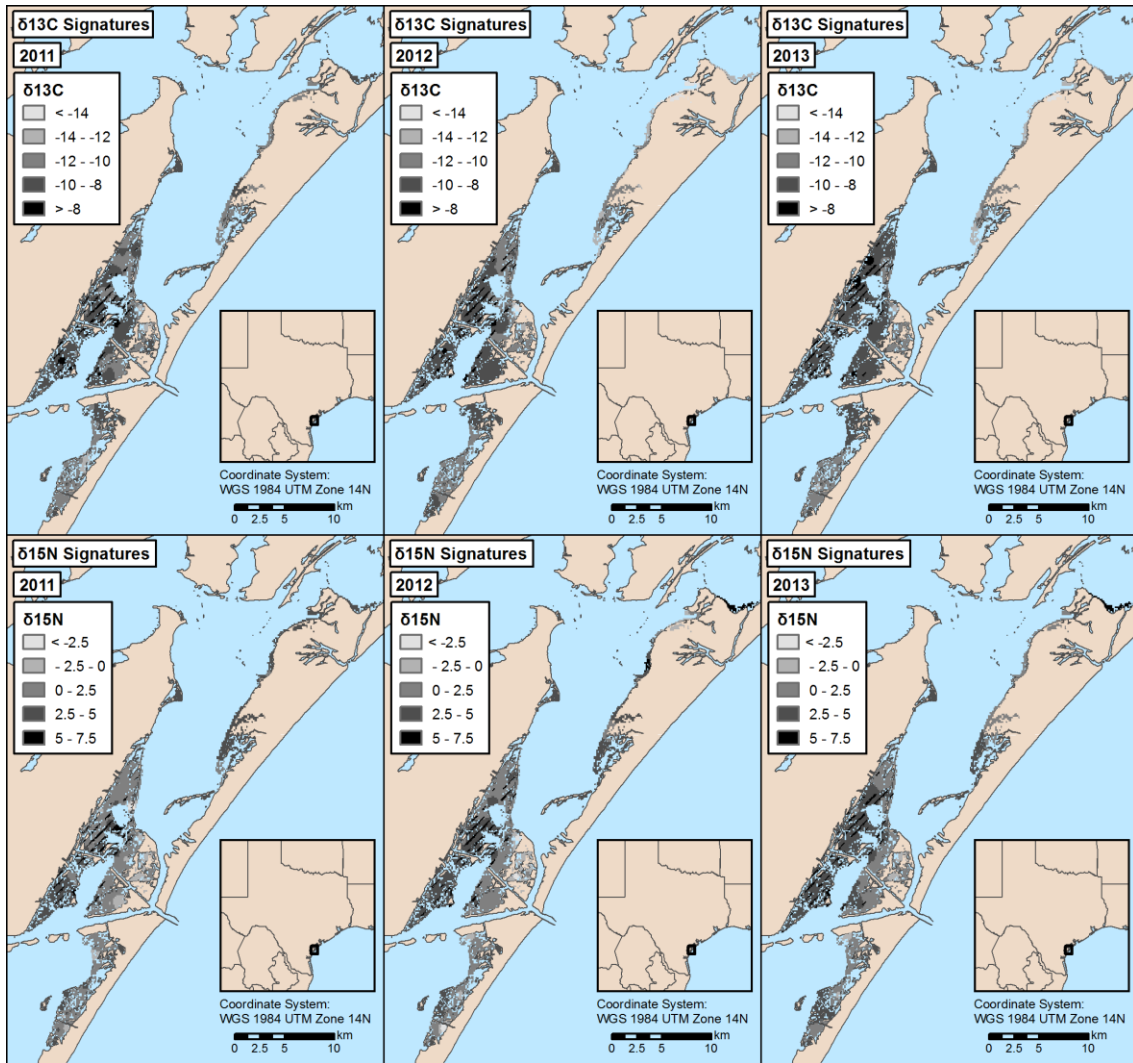 δ13C Signatures
2011
δ13C
< -14
-14 - -12
-12 - -10
-10 - -8
> -8
Coordinate System:
WGS 1984 UTM Zone 14N
km
0 2.5 5 10
δ13C Signatures
2012
δ13C
< -14
-14 - -12
-12 - -10
-10 - -8
> -8
Coordinate System:
WGS 1984 UTM Zone 14N
km
0 2.5 5 10
δ13C Signatures
2013
δ13C
< -14
-14 - -12
-12 - -10
-10 - -8
> -8
Coordinate System:
WGS 1984 UTM Zone 14N
km
0 2.5 5 10
δ15N Signatures
2011
δ15N
< -2.5
- 2.5 - 0
0 - 2.5
2.5 - 5
5 - 7.5
Coordinate System:
WGS 1984 UTM Zone 14N
km
0 2.5 5 10
δ15N Signatures
2012
δ15N
< -2.5
- 2.5 - 0
0 - 2.5
2.5 - 5
5 - 7.5
Coordinate System:
WGS 1984 UTM Zone 14N
km
0 2.5 5 10
δ15N Signatures
2013
δ15N
< -2.5
- 2.5 - 0
0 - 2.5
2.5 - 5
5 - 7.5
Coordinate System:
WGS 1984 UTM Zone 14N
km
0 2.5 5 10